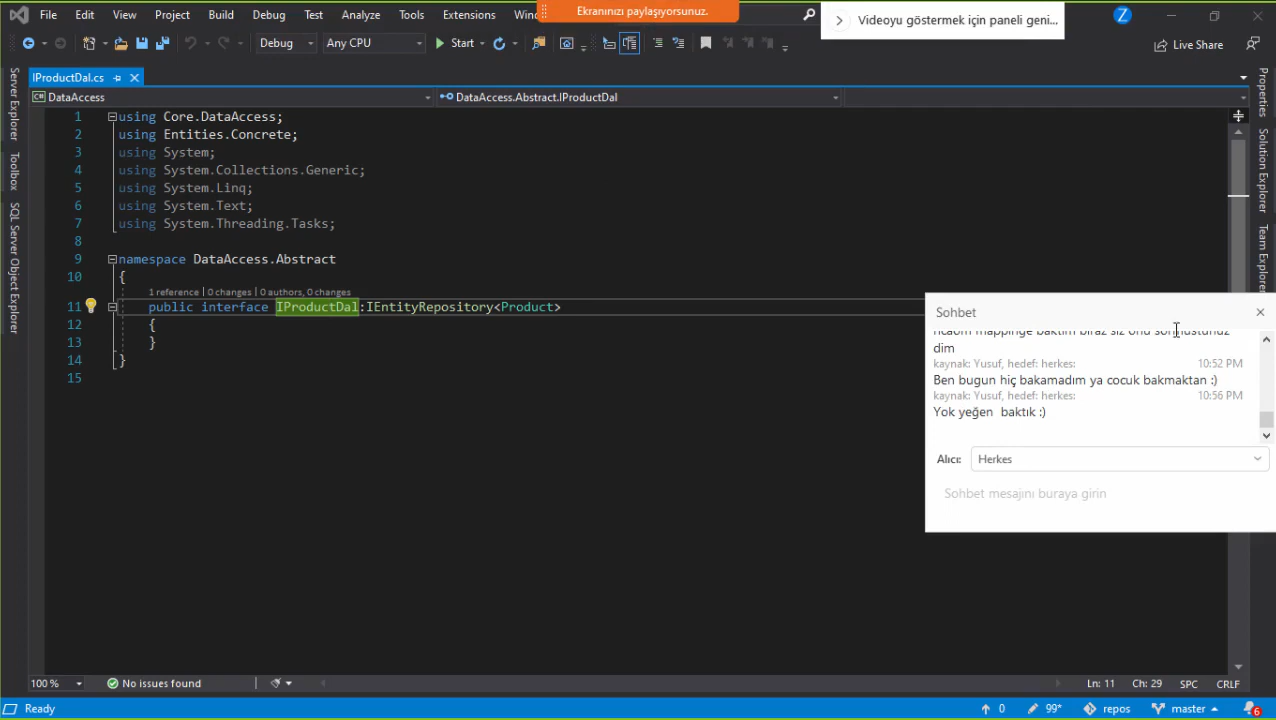 File Edit View Project Build Debug Test Analyze Tools Extensions
Ekranınızı paylaşıyorsunuz.
Videoyu göstermek için paneli geni...
Z
Debug Any CPU Start Live Share
IProductDal.cs
DataAccess DataAccess.Abstract.IProductDal
Server Explorer
Toolbox
SQL Server Object Explorer
Properties
Solution Explorer
Team Explorer
1 using Core.DataAccess;
2 using Entities.Concrete;
3 using System;
4 using System.Collections.Generic;
5 using System.Linq;
6 using System.Text;
7 using System.Threading.Tasks;
8
9 namespace DataAccess.Abstract
10 {
1 reference | 0 changes | 0 authors, 0 changes
11 public interface IProductDal:IEntityRepository<Product>
12 {
13 }
14 }
15
Sohbet
dim
kaynak: Yusuf, hedef: herkes: 10:52 PM
Ben bugun hiç bakamadım ya cocuk bakmaktan :)
kaynak: Yusuf, hedef: herkes: 10:56 PM
Yok yeğen baktık :)
Alıcı: Herkes
Sohbet mesajını buraya girin
100 % No issues found Ln: 11 Ch: 29 SPC CRLF
Ready 0 99* repos master 6